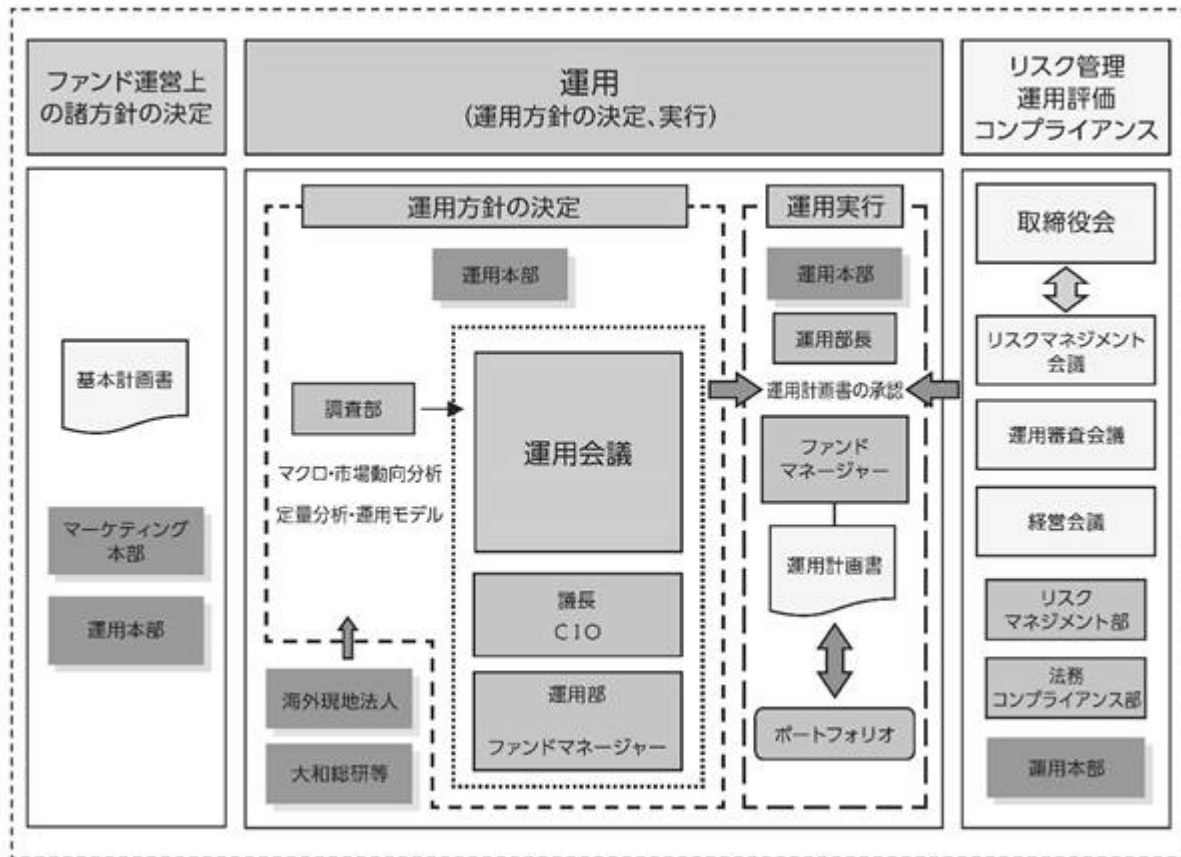 ファンド運営上
の諸方針の決定
運用
(運用方針の決定、実行)
リスク管理
運用評価
コンプライアンス
基本計画書
マーケティング
本部
運用本部
運用方針の決定
運用本部
調査部
マクロ・市場動向分析
定量分析・運用モデル
海外現地法人
大和総研等
運用会議
議長
CIO
運用部
ファンドマネージャー
運用実行
運用本部
運用部長
運用計画書の承認
ファンド
マネージャー
運用計画書
ポートフォリオ
取締役会
リスクマネジメント
会議
運用審査会議
経営会議
リスク
マネジメント部
法務
コンプライアンス部
運用本部